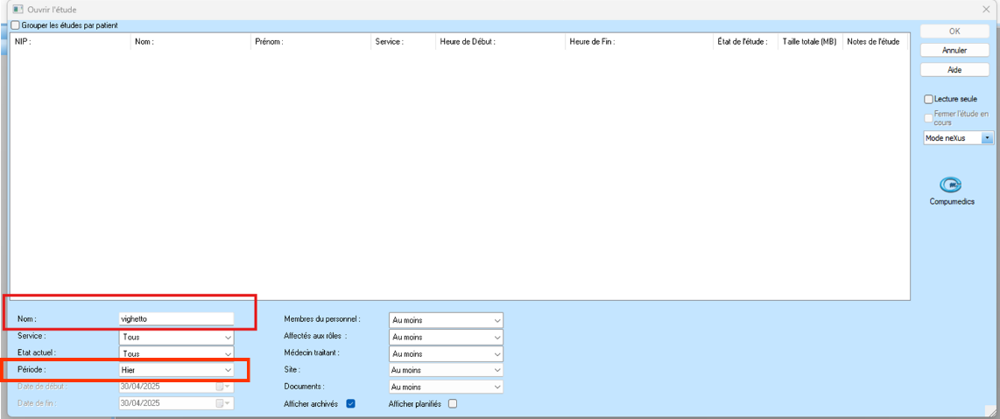 Ouvrir l'étude
Grouper les études par patient
NIP : Nom : Prénom : Service : Heure de Début : Heure de Fin : État de l'étude : Taille totale (MB) Notes de l'étude
OK
Annuler
Aide
Lecture seule
Fermer l'étude en
cours
Mode neXus
Compumedics
Nom : vighetto
Service : Tous
Etat actuel : Tous
Période : Hier
Date de début : 30/04/2025
Date de fin : 30/04/2025
Membres du personnel : Au moins
Affectés aux rôles : Au moins
Médecin traitant : Au moins
Site : Au moins
Documents : Au moins
Afficher archivés Afficher planifiés